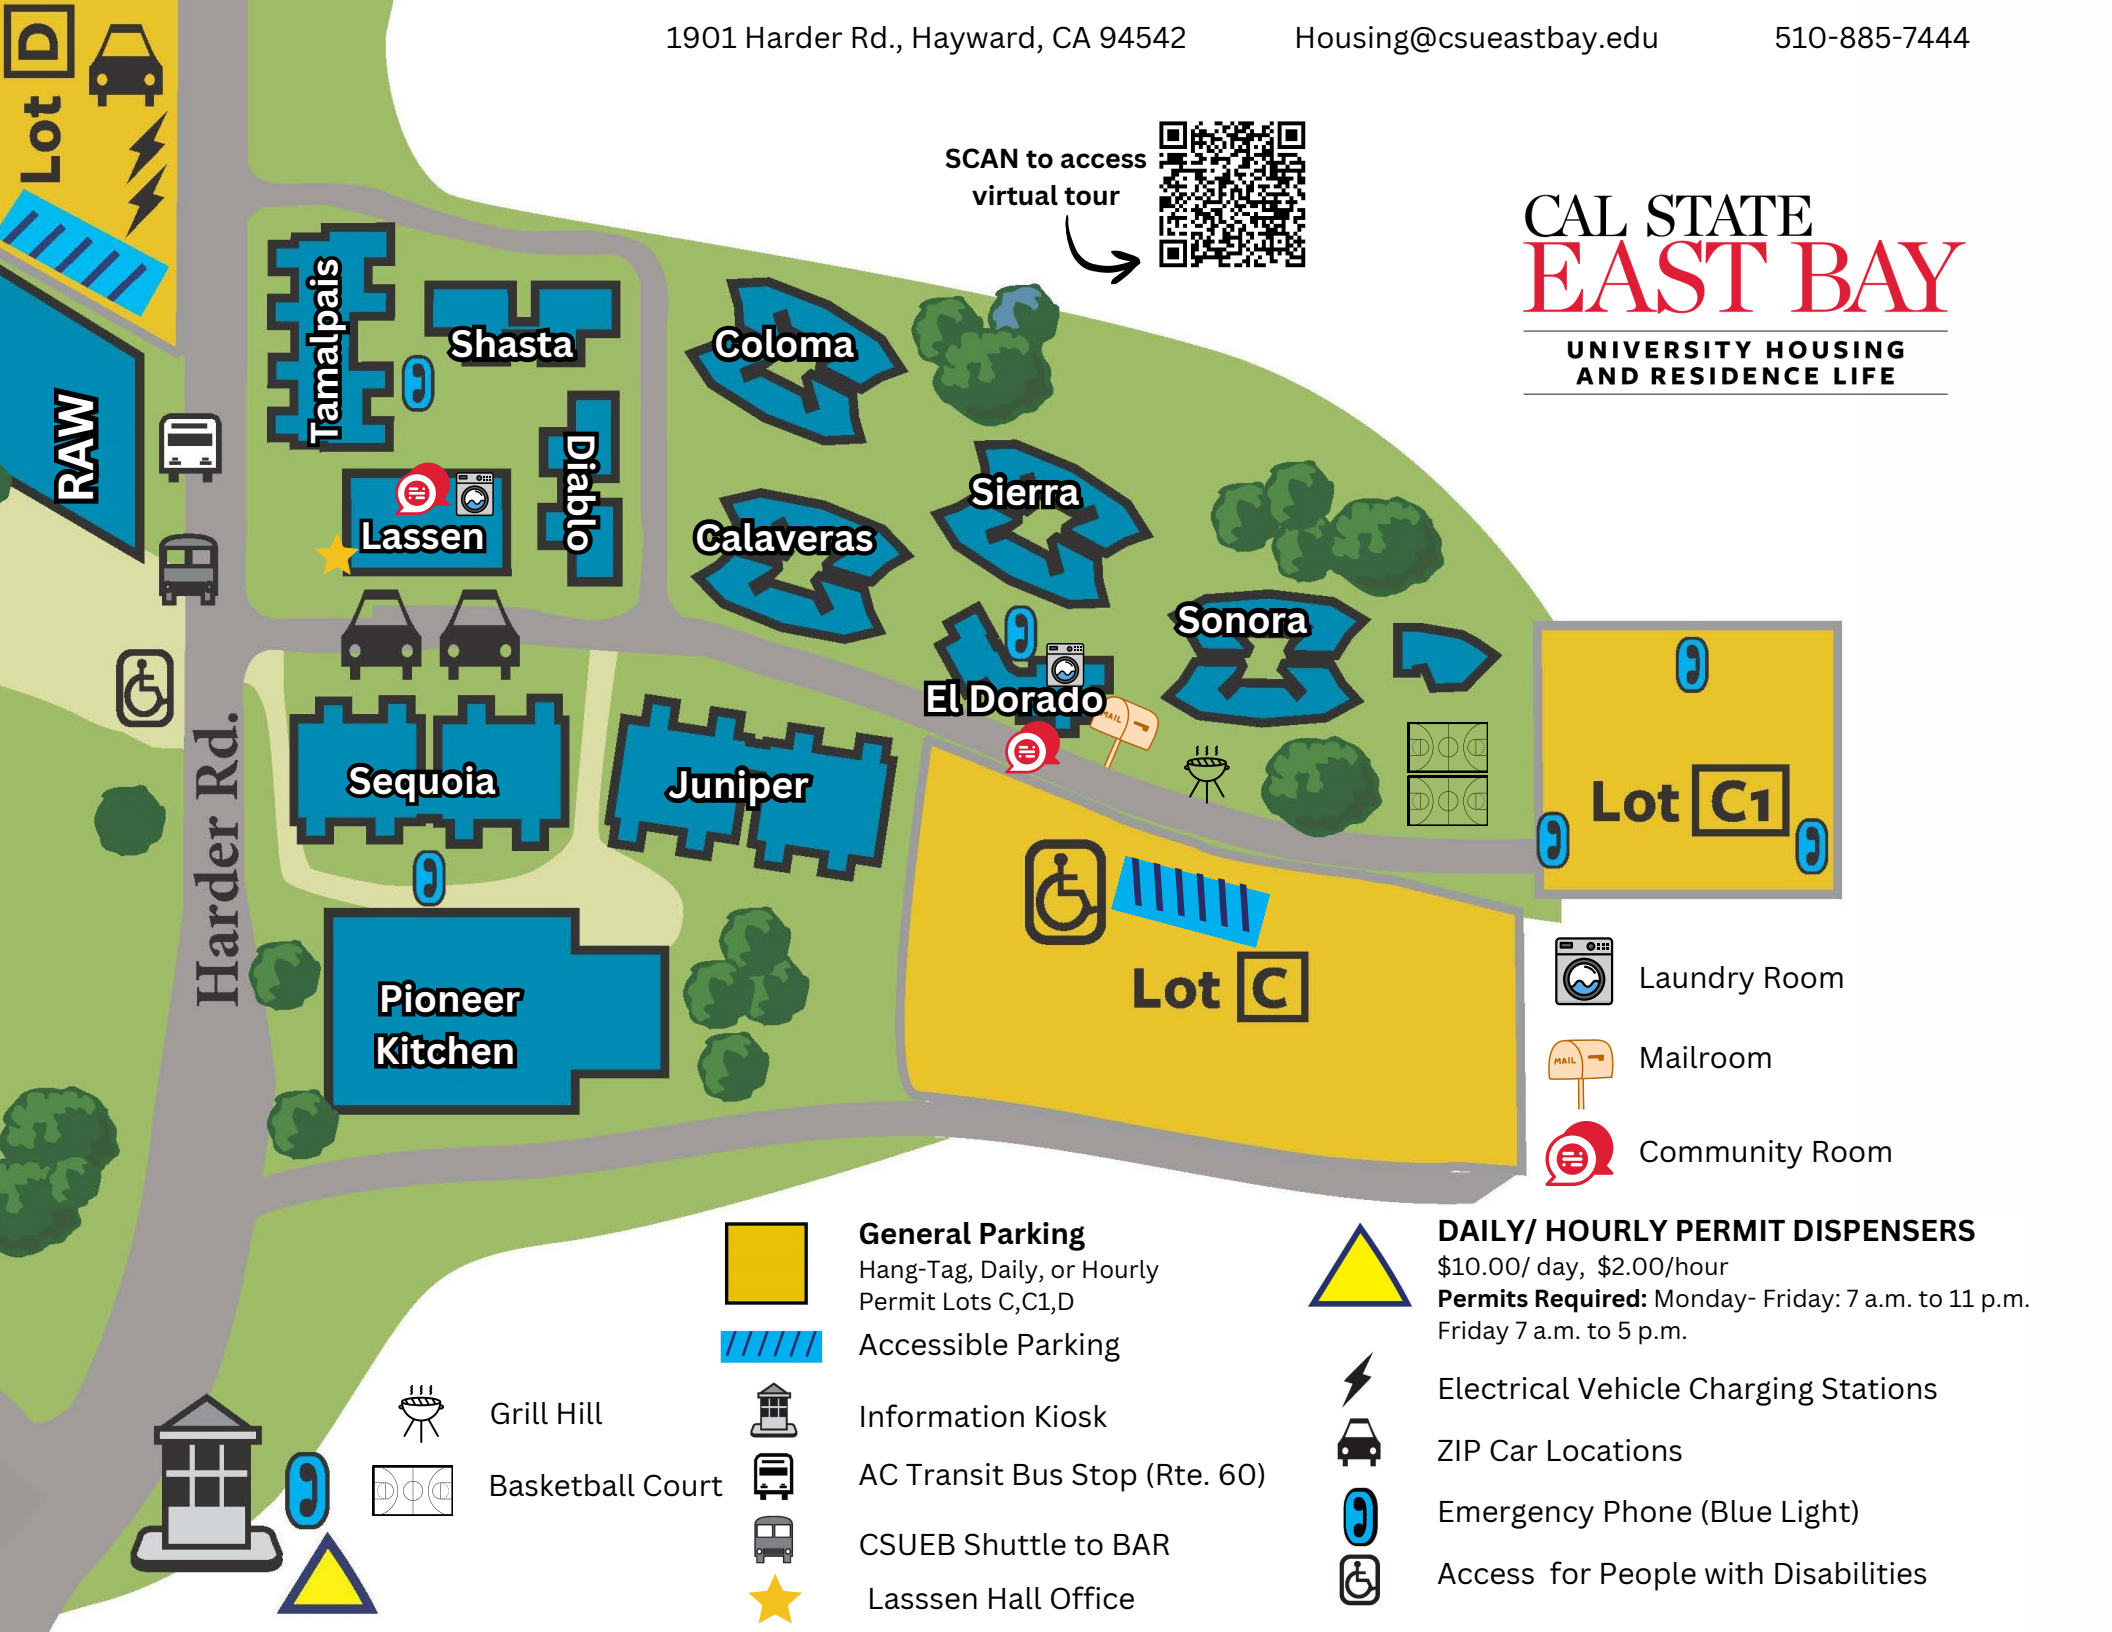 1901 Harder Rd., Hayward, CA 94542
Housing@csueastbay.edu
510-885-7444
Lot D
SCAN to access
virtual tour
CAL STATE
EAST BAY
UNIVERSITY HOUSING
AND RESIDENCE LIFE
Tamalpais
Shasta
Coloma
RAW
Diablo
Lassen
Sierra
Calaveras
Sonora
El Dorado
MAIL
Harder Rd.
Sequoia
Juniper
Lot C1
Lot C
Pioneer
Kitchen
Laundry Room
MAIL
Mailroom
Community Room
General Parking
Hang-Tag, Daily, or Hourly
Permit Lots C,C1,D
Accessible Parking
Grill Hill
Basketball Court
Information Kiosk
AC Transit Bus Stop (Rte. 60)
CSUEB Shuttle to BAR
Lasssen Hall Office
DAILY/ HOURLY PERMIT DISPENSERS
$10.00/ day, $2.00/hour
Permits Required: Monday- Friday: 7 a.m. to 11 p.m.
Friday 7 a.m. to 5 p.m.
Electrical Vehicle Charging Stations
ZIP Car Locations
Emergency Phone (Blue Light)
Access for People with Disabilities